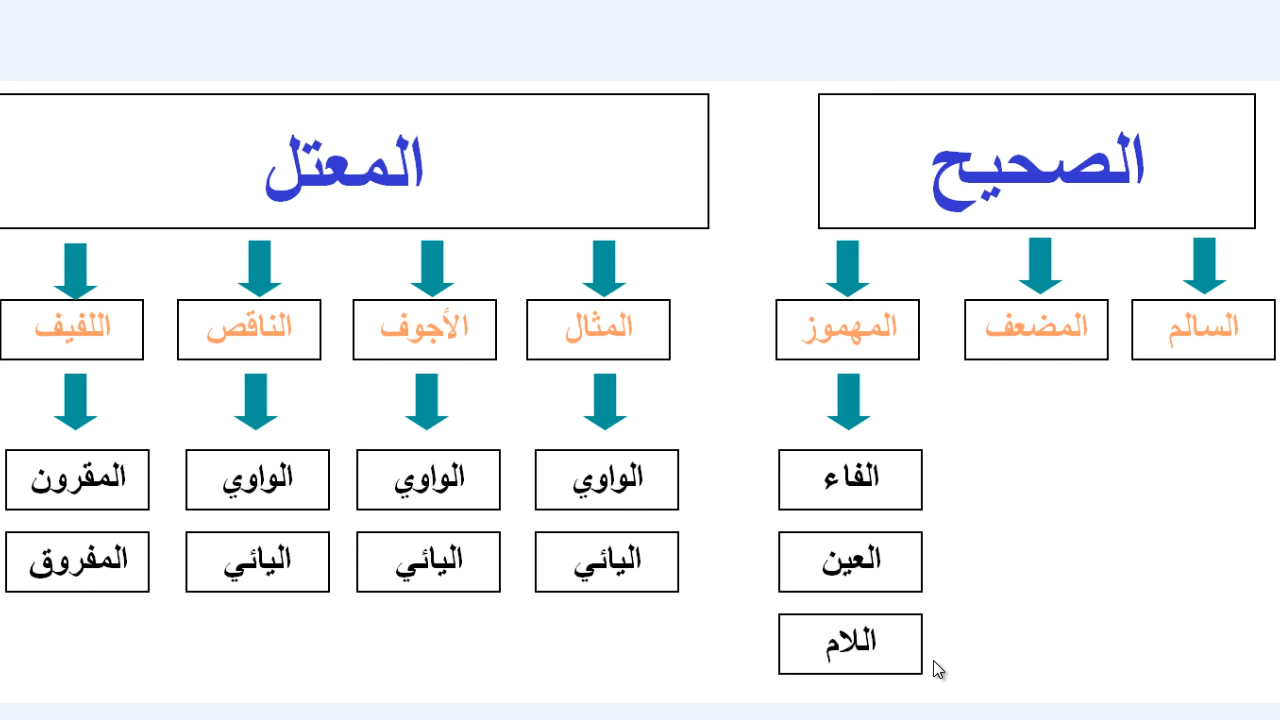 الصحيح
المعتل
السالم
المضعف
المهموز
المثال
الأجوف
الناقص
اللفيف
الفاء
الواوي
الواوي
الواوي
المقرون
العين
اليائي
اليائي
اليائي
المفروق
اللام